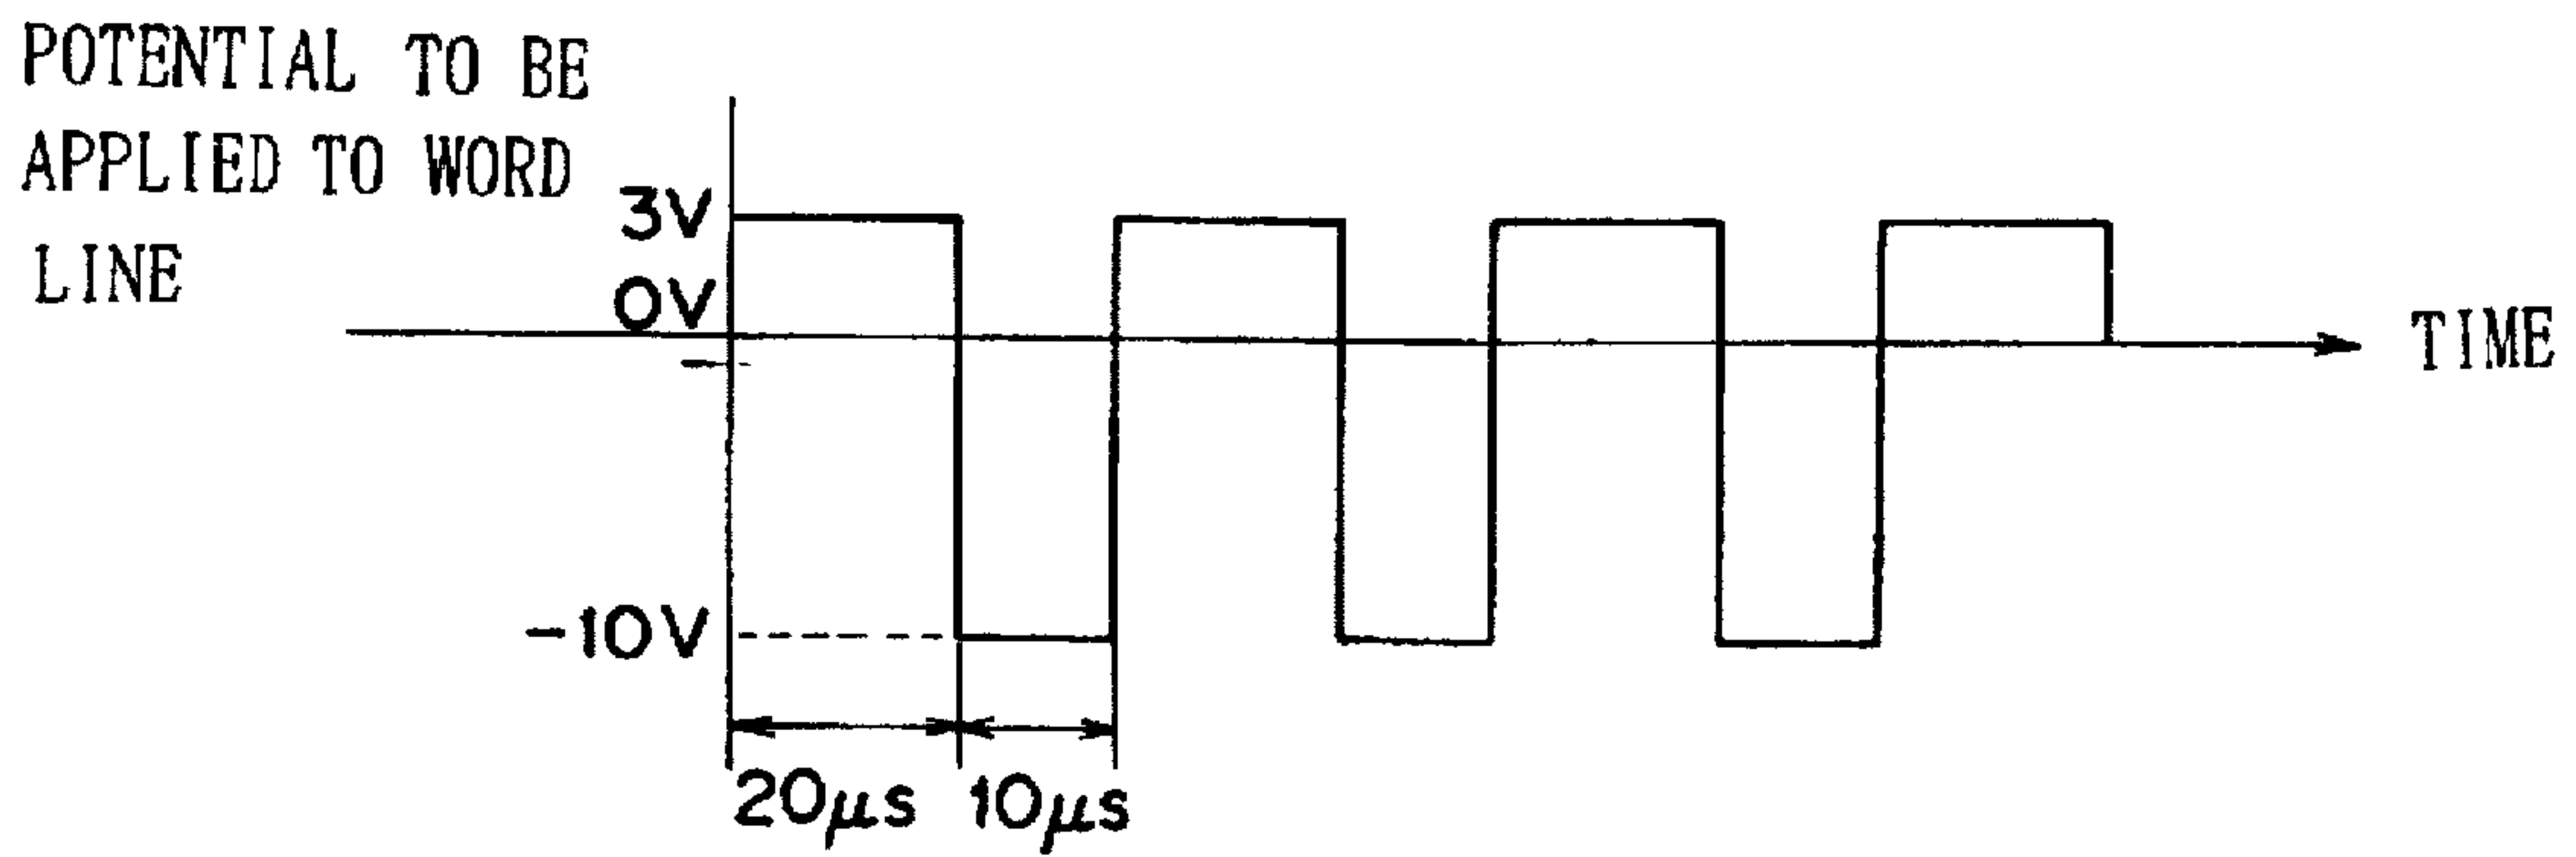 POTENTIAL TO BE
APPLIED TO WORD
LINE
3V
0V
TIME
-10V
20μs 10μs